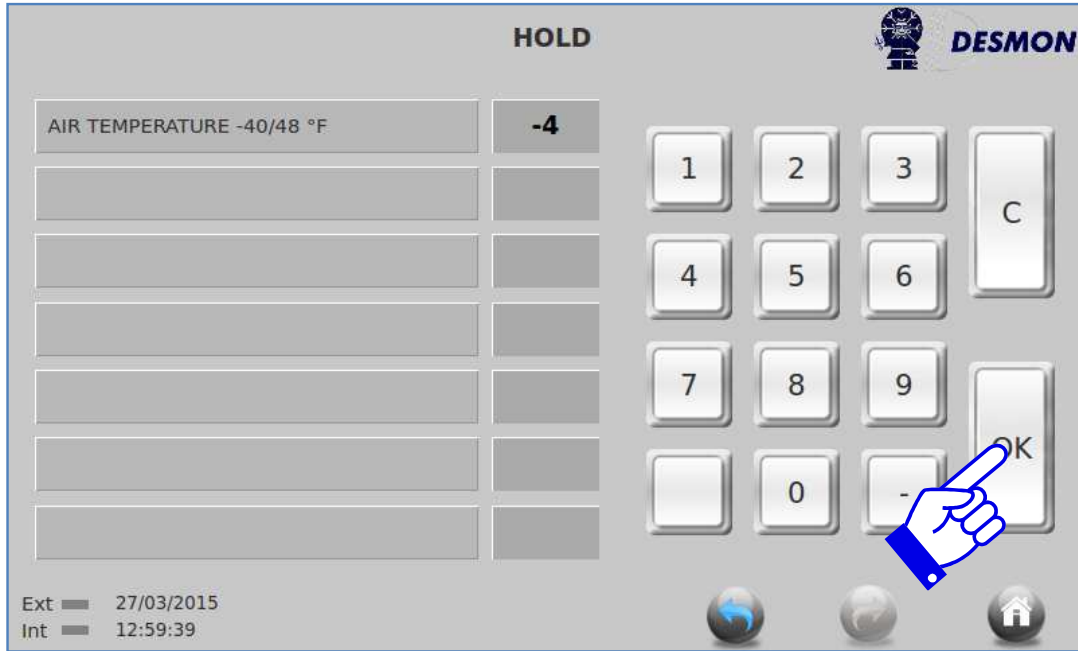 HOLD
DESMON
AIR TEMPERATURE -40/48 °F
-4
1 2 3
C
4 5 6
7 8 9
OK
0 -
Ext 27/03/2015
Int 12:59:39